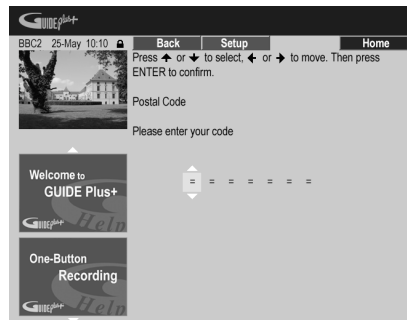 GUIDE Plus+
BBC2 25-May 10:10 Back Setup Home
Press ↑ or ↓ to select, ← or → to move. Then press
ENTER to confirm.
Postal Code
Please enter your code
= = = = = = =
Welcome to
GUIDE Plus+
GUIDE Plus+ Help
One-Button
Recording
GUIDE Plus+ Help